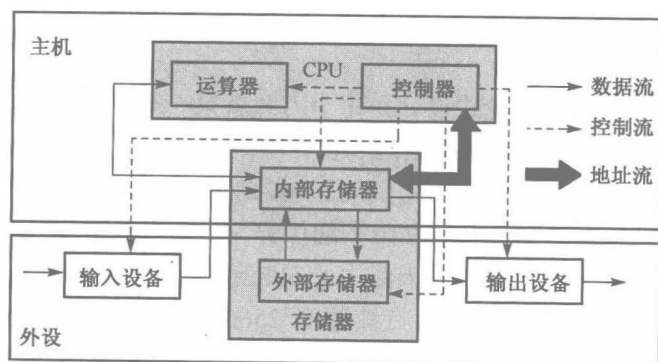 主机
CPU
运算器
控制器
数据流
控制流
地址流
内部存储器
输入设备
外部存储器
输出设备
存储器
外设